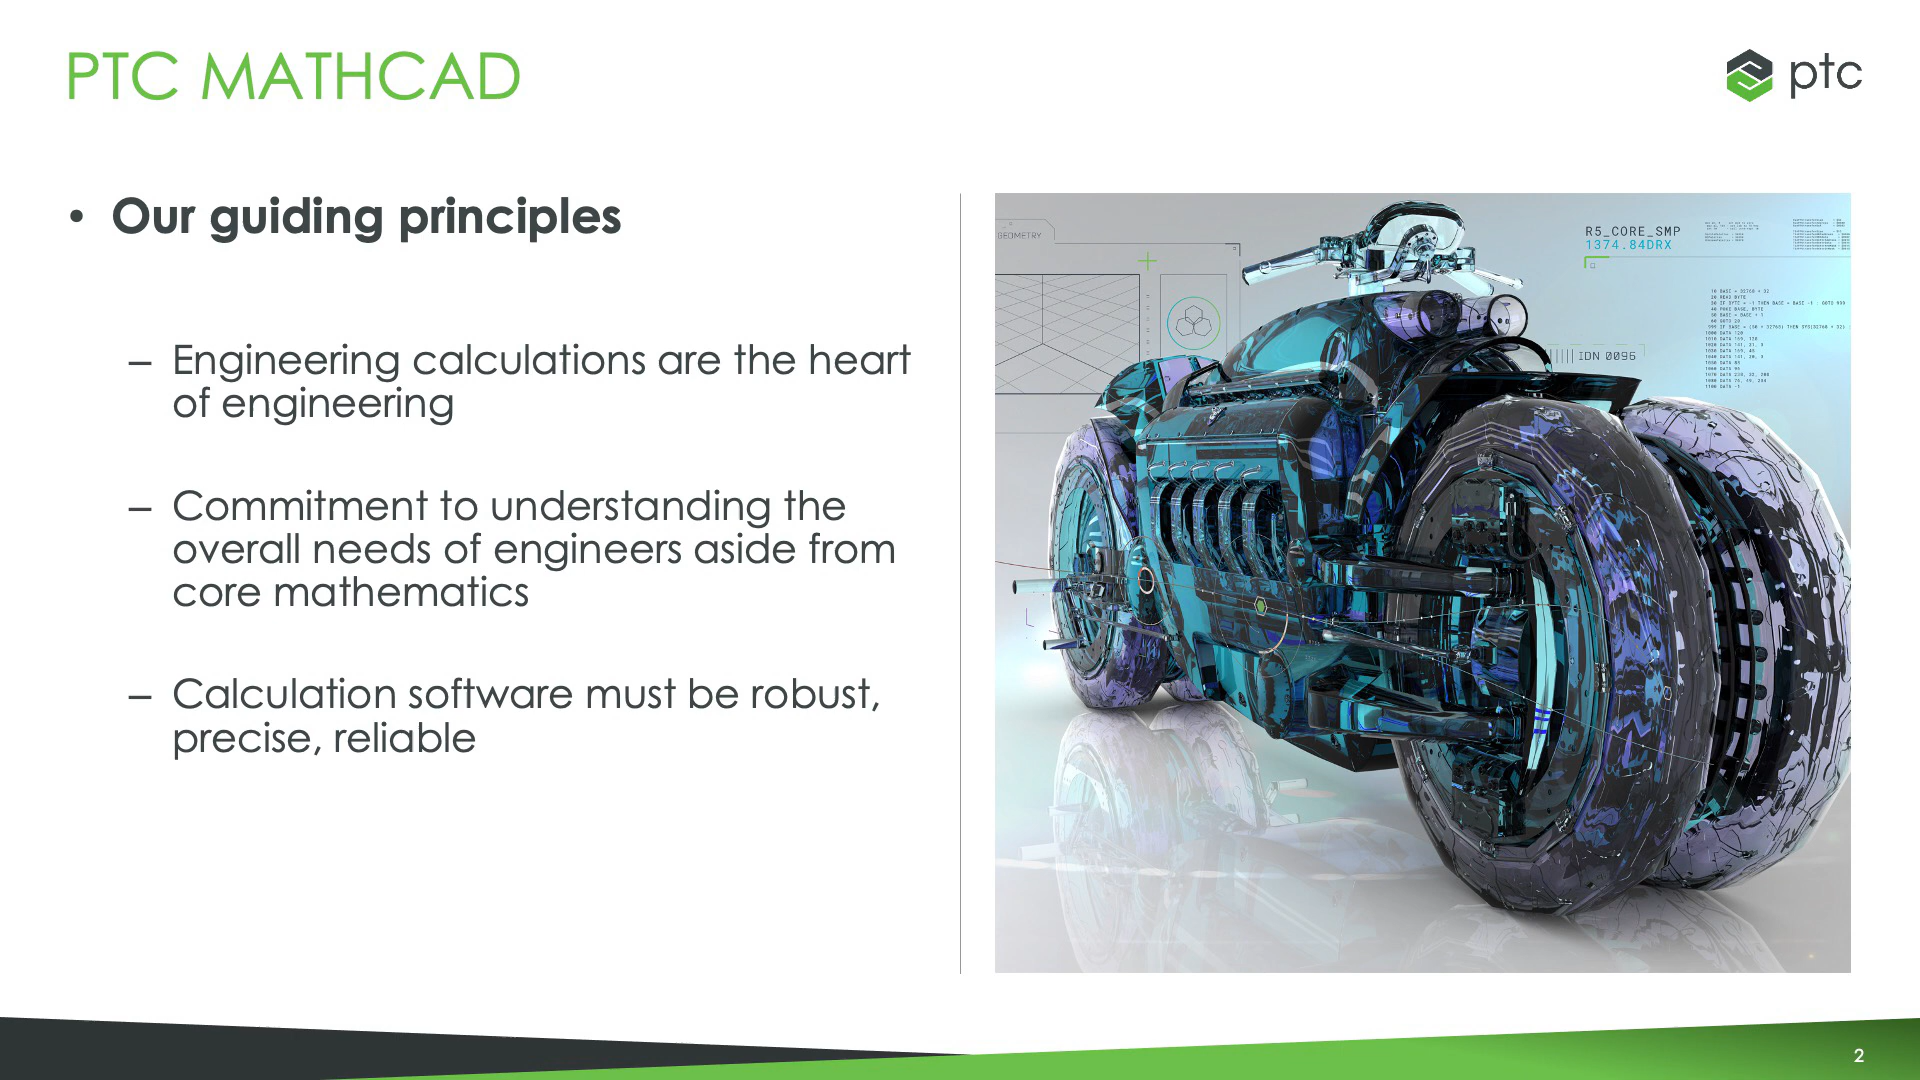 PTC MATHCAD
ptc
• Our guiding principles
– Engineering calculations are the heart
of engineering
– Commitment to understanding the
overall needs of engineers aside from
core mathematics
– Calculation software must be robust,
precise, reliable
GEOMETRY
R5_CORE_SMP
1374.84DRX
IDN 0096
2